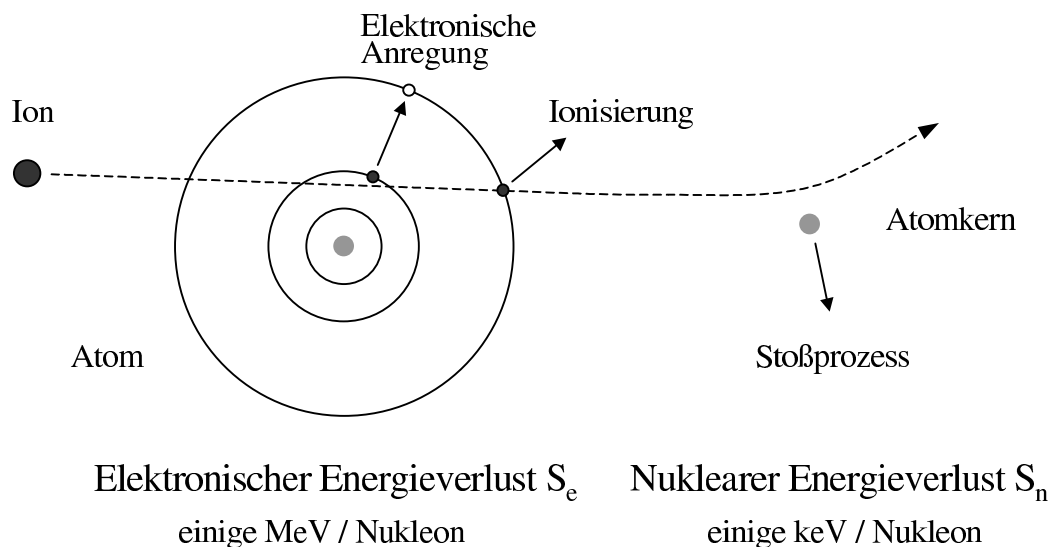 Elektronische
Anregung
Ion
Ionisierung
Atomkern
Atom
Stoßprozess
Elektronischer Energieverlust Se
einige MeV / Nukleon
Nuklearer Energieverlust Sn
einige keV / Nukleon